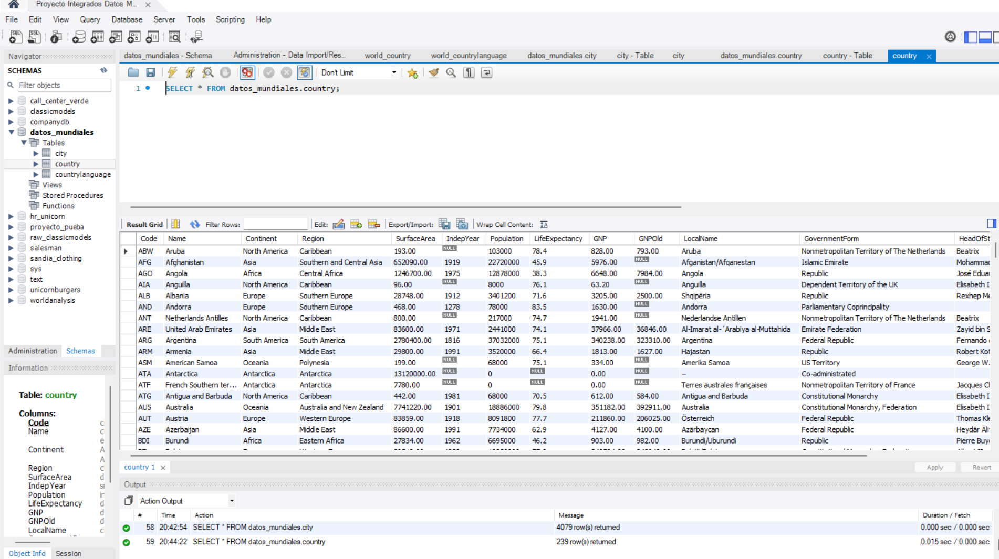 Proyecto Integrados Datos M...
File Edit View Query Database Server Tools Scripting Help
Navigator
SCHEMAS
Filter objects
call_center_verde
classicmodels
companydb
datos_mundiales
Tables
city
country
countrylanguage
Views
Stored Procedures
Functions
hr_unicorn
proyecto_pueba
raw_classicmodels
salesman
sandia_clothing
sys
text
unicornburgers
worldanalysis
Administration Schemas
Information
Table: country
Columns:
Code
Name
Continent
Region
SurfaceArea
IndepYear
Population
LifeExpectancy
GNP
GNPOld
LocalName
Object Info Session
datos_mundiales - Schema Administration - Data Import/Res... world_country world_countrylanguage datos_mundiales.city city - Table city datos_mundiales.country country - Table country
Don't Limit
1 SELECT * FROM datos_mundiales.country;
Result Grid Filter Rows: Edit: Export/Import: Wrap Cell Content:
Code Name Continent Region SurfaceArea IndepYear Population LifeExpectancy GNP GNPOld LocalName GovernmentForm HeadOfSt
ABW Aruba North America Caribbean 193.00 NULL 103000 78.4 828.00 793.00 Aruba Nonmetropolitan Territory of The Netherlands Beatrix
AFG Afghanistan Asia Southern and Central Asia 652090.00 1919 22720000 45.9 5976.00 NULL Afganistan/Afqanestan Islamic Emirate Mohammad
AGO Angola Africa Central Africa 1246700.00 1975 12878000 38.3 6648.00 7984.00 Angola Republic José Eduar
AIA Anguilla North America Caribbean 96.00 NULL 8000 76.1 63.20 NULL Anguilla Dependent Territory of the UK Elisabeth I
ALB Albania Europe Southern Europe 28748.00 1912 3401200 71.6 3205.00 2500.00 Shqipëria Republic Rexhep Me
AND Andorra Europe Southern Europe 468.00 1278 78000 83.5 1630.00 NULL Andorra Parliamentary Coprincipality
ANT Netherlands Antilles North America Caribbean 800.00 NULL 217000 74.7 1941.00 NULL Nederlandse Antillen Nonmetropolitan Territory of The Netherlands Beatrix
ARE United Arab Emirates Asia Middle East 83600.00 1971 2441000 74.1 37966.00 36846.00 Al-Imarat al-´Arabiya al-Muttahida Emirate Federation Zayid bin S
ARG Argentina South America South America 2780400.00 1816 37032000 75.1 340238.00 323310.00 Argentina Federal Republic Fernando
ARM Armenia Asia Middle East 29800.00 1991 3520000 66.4 1813.00 1627.00 Hajastan Republic Robert Kot
ASM American Samoa Oceania Polynesia 199.00 NULL 68000 75.1 334.00 NULL Amerika Samoa US Territory George W.
ATA Antarctica Antarctica Antarctica 13120000.00 NULL 0 NULL 0.00 NULL – Co-administrated
ATF French Southern ter... Antarctica Antarctica 7780.00 NULL 0 NULL 0.00 NULL Terres australes françaises Nonmetropolitan Territory of France Jacques Ch
ATG Antigua and Barbuda North America Caribbean 442.00 1981 68000 70.5 612.00 584.00 Antigua and Barbuda Constitutional Monarchy Elisabeth I
AUS Australia Oceania Australia and New Zealand 7741220.00 1901 18886000 79.8 351182.00 392911.00 Australia Constitutional Monarchy, Federation Elisabeth I
AUT Austria Europe Western Europe 83859.00 1918 8091800 77.7 211860.00 206025.00 Österreich Federal Republic Thomas Kle
AZE Azerbaijan Asia Middle East 86600.00 1991 7734000 62.9 4127.00 4100.00 Azärbaycan Federal Republic Heydär Äli
BDI Burundi Africa Eastern Africa 27834.00 1962 6695000 46.2 903.00 982.00 Burundi/Uburundi Republic Pierre Buy
country 1 Apply Revert
Output
Action Output
# Time Action Message Duration / Fetch
58 20:42:54 SELECT * FROM datos_mundiales.city 4079 row(s) returned 0.000 sec / 0.000 sec
59 20:44:22 SELECT * FROM datos_mundiales.country 239 row(s) returned 0.015 sec / 0.000 sec